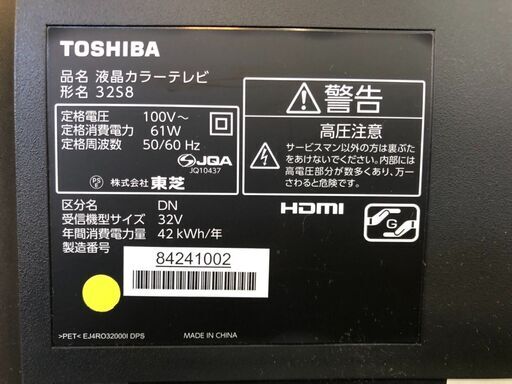 TOSHIBA
品名 液晶カラーテレビ
形名 32S8
定格電圧 100V~
定格消費電力 61W
定格周波数 50/60 Hz
JQA
JQ10437
PS
E
株式会社 東芝
区分名 DN
受信機型サイズ 32V
年間消費電力量 42 kWh/年
製造番号
84241002
>PET< EJ4RO32000I DPS
MADE IN CHINA
警告
高圧注意
サービスマン以外の方は裏ぶた
をあけないでください。内部には
高電圧部分が数多くあり、万一
さわると危険です。
HDMI
G